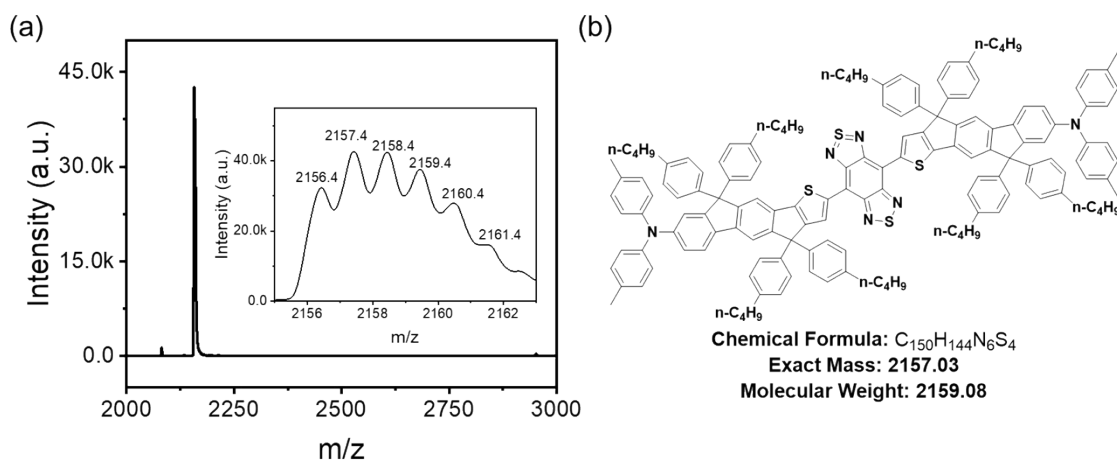 (a)
45.0k
30.0k
15.0k
0.0
2000
2250
2500
2750
3000
Intensity (a.u.)
m/z
40.0k
20.0k
0.0
2156
2158
2160
2162
Intensity (a.u.)
m/z
2156.4
2157.4
2158.4
2159.4
2160.4
2161.4
(b)
n-C4H9
n-C4H9
n-C4H9
n-C4H9
N
N
S
N
N
S
N
S
N
S
N
N
n-C4H9
n-C4H9
n-C4H9
n-C4H9
Chemical Formula: C150H144N6S4
Exact Mass: 2157.03
Molecular Weight: 2159.08